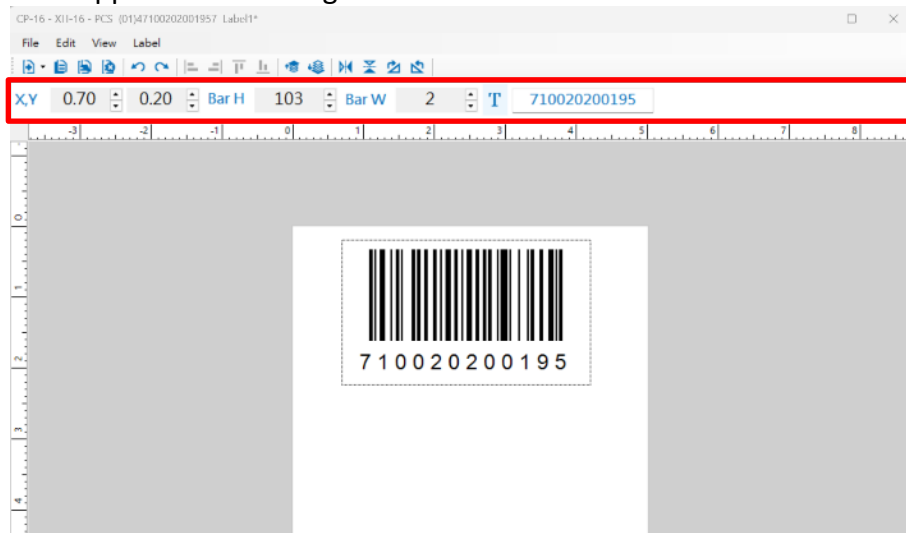 CP-16 - XII-16 - PCS (01)47100202001957 Label1*
File Edit View Label
X,Y 0.70 0.20 Bar H 103 Bar W 2 T 710020200195
-3 -2 -1 0 1 2 3 4 5 6 7 8
0
1
2
3
4
710020200195